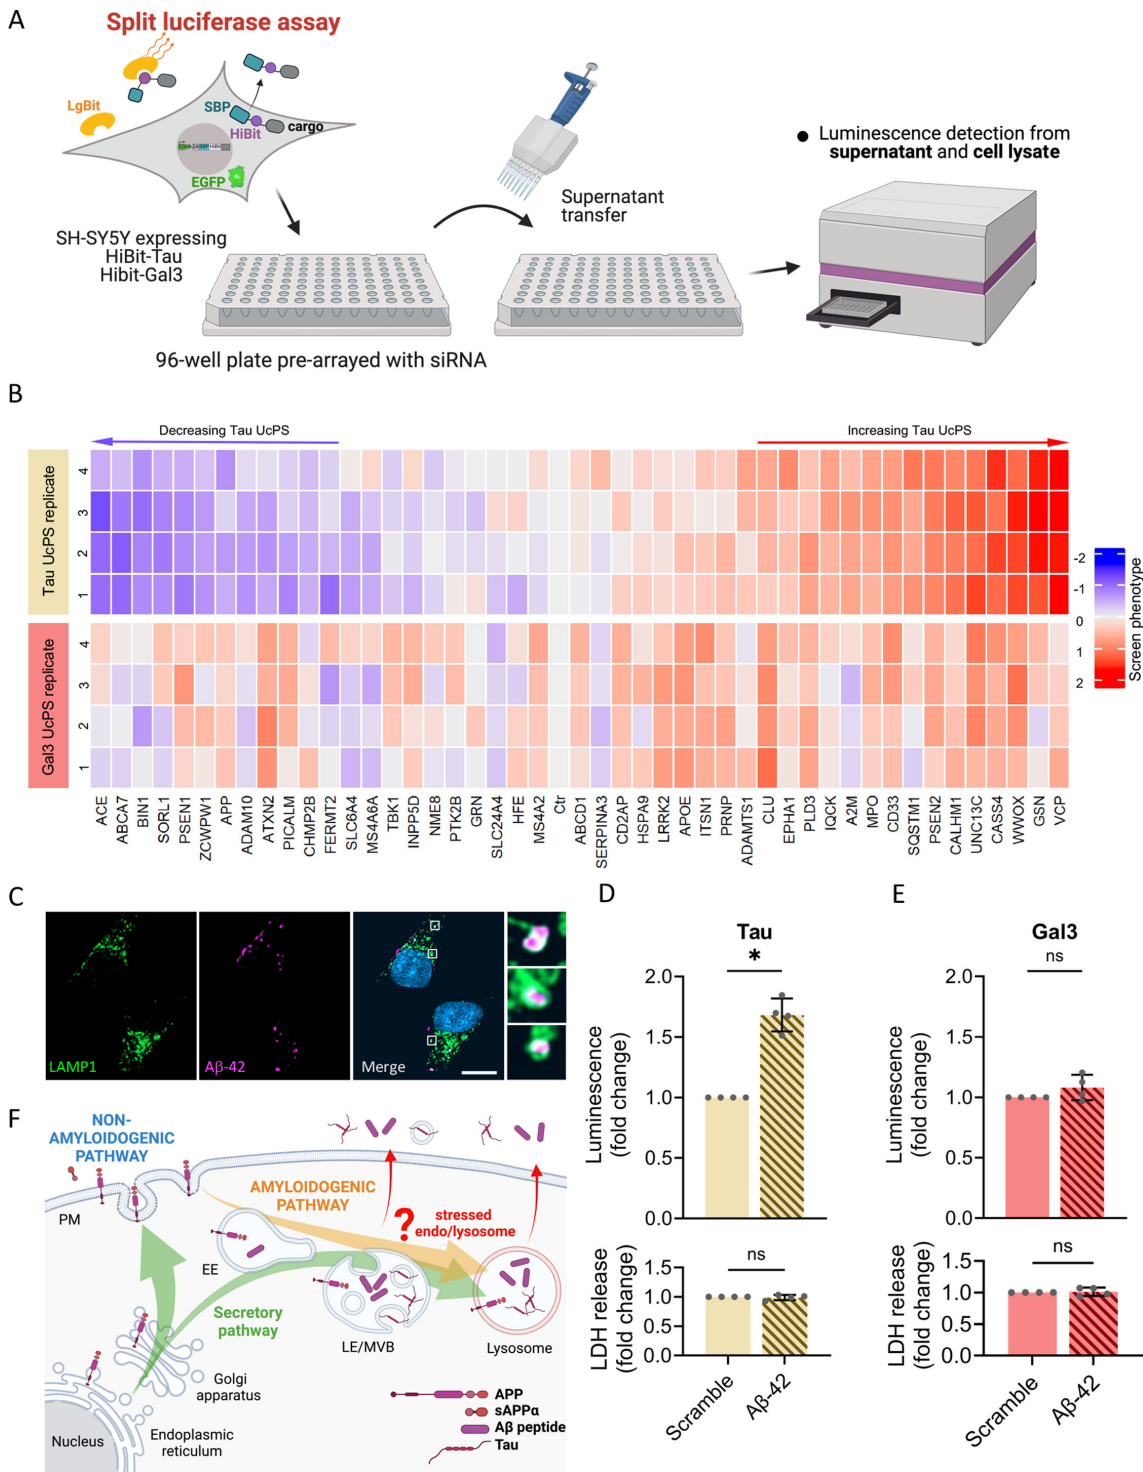 A
Split luciferase assay
LgBit
SBP
HiBit
cargo
EGFP
SH-SY5Y expressing
HiBit-Tau
Hibit-Gal3
96-well plate pre-arrayed with siRNA
Supernatant
transfer
● Luminescence detection from
supernatant and cell lysate
B
Decreasing Tau UcPS
Increasing Tau UcPS
Tau UcPS replicate
4
3
2
1
Gal3 UcPS replicate
4
3
2
1
-2
-1
0
1
2
Screen phenotype
ACE
ABCA7
BIN1
SORL1
PSEN1
ZCWPW1
APP
ADAM10
ATXN2
PICALM
CHMP2B
FERMT2
SLC6A4
MS4A6A
TBK1
INPP5D
NME8
PTK2B
GRN
SLC24A4
HFE
MS4A2
Ctr
ABCD1
SERPINA3
CD2AP
HSPA9
LRRK2
APOE
ITSN1
PRNP
ADAMTS1
CLU
EPHA1
PLD3
IQCK
A2M
MPO
CD33
SQSTM1
PSEN2
CALHM1
UNC13C
CASS4
WWOX
GSN
VCP
C
LAMP1
Aβ-42
Merge
D
Tau
*
2.0
1.5
1.0
0.5
0.0
Luminescence
(fold change)
ns
1.5
1.0
0.5
0.0
LDH release
(fold change)
Scramble
Aβ-42
E
Gal3
ns
2.0
1.5
1.0
0.5
0.0
Luminescence
(fold change)
ns
1.5
1.0
0.5
0.0
LDH release
(fold change)
Scramble
Aβ-42
F
NON-
AMYLOIDOGENIC
PATHWAY
PM
AMYLOIDOGENIC
PATHWAY
?
stressed
endo/lysosome
EE
Secretory
pathway
LE/MVB
Lysosome
Golgi
apparatus
Endoplasmic
reticulum
Nucleus
APP
sAPPα
Aβ peptide
Tau